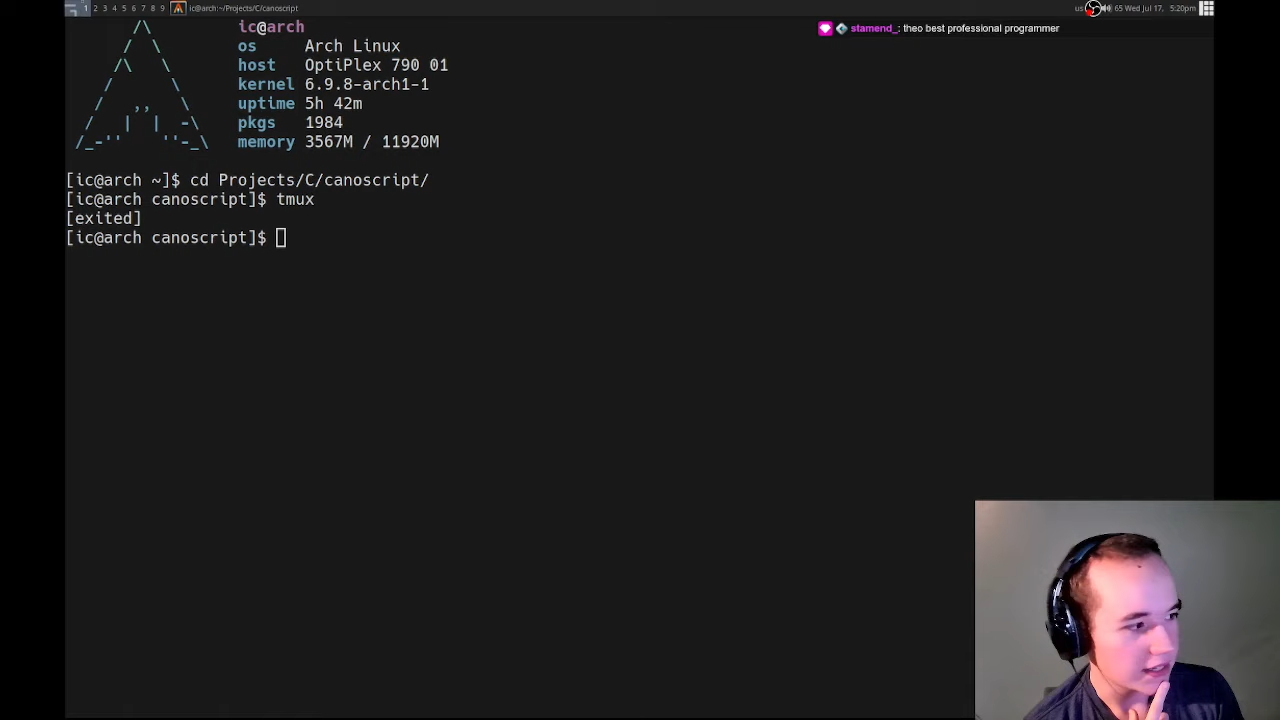 1 2 3 4 5 6 7 8 9 ic@arch:~/Projects/C/canoscript us 65 Wed Jul 17, 5:20pm
ic@arch
stamend_: theo best professional programmer
os Arch Linux
host OptiPlex 790 01
kernel 6.9.8-arch1-1
uptime 5h 42m
pkgs 1984
memory 3567M / 11920M
[ic@arch ~]$ cd Projects/C/canoscript/
[ic@arch canoscript]$ tmux
[exited]
[ic@arch canoscript]$